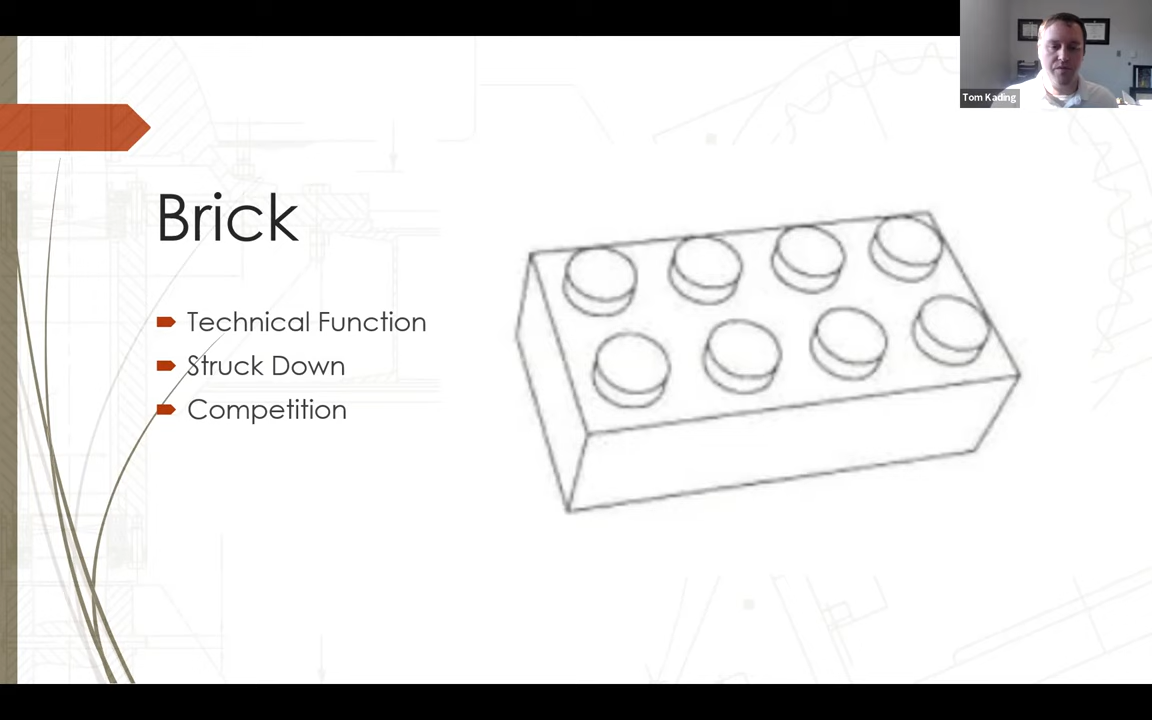 Tom Kading
Brick
Technical Function
Struck Down
Competition